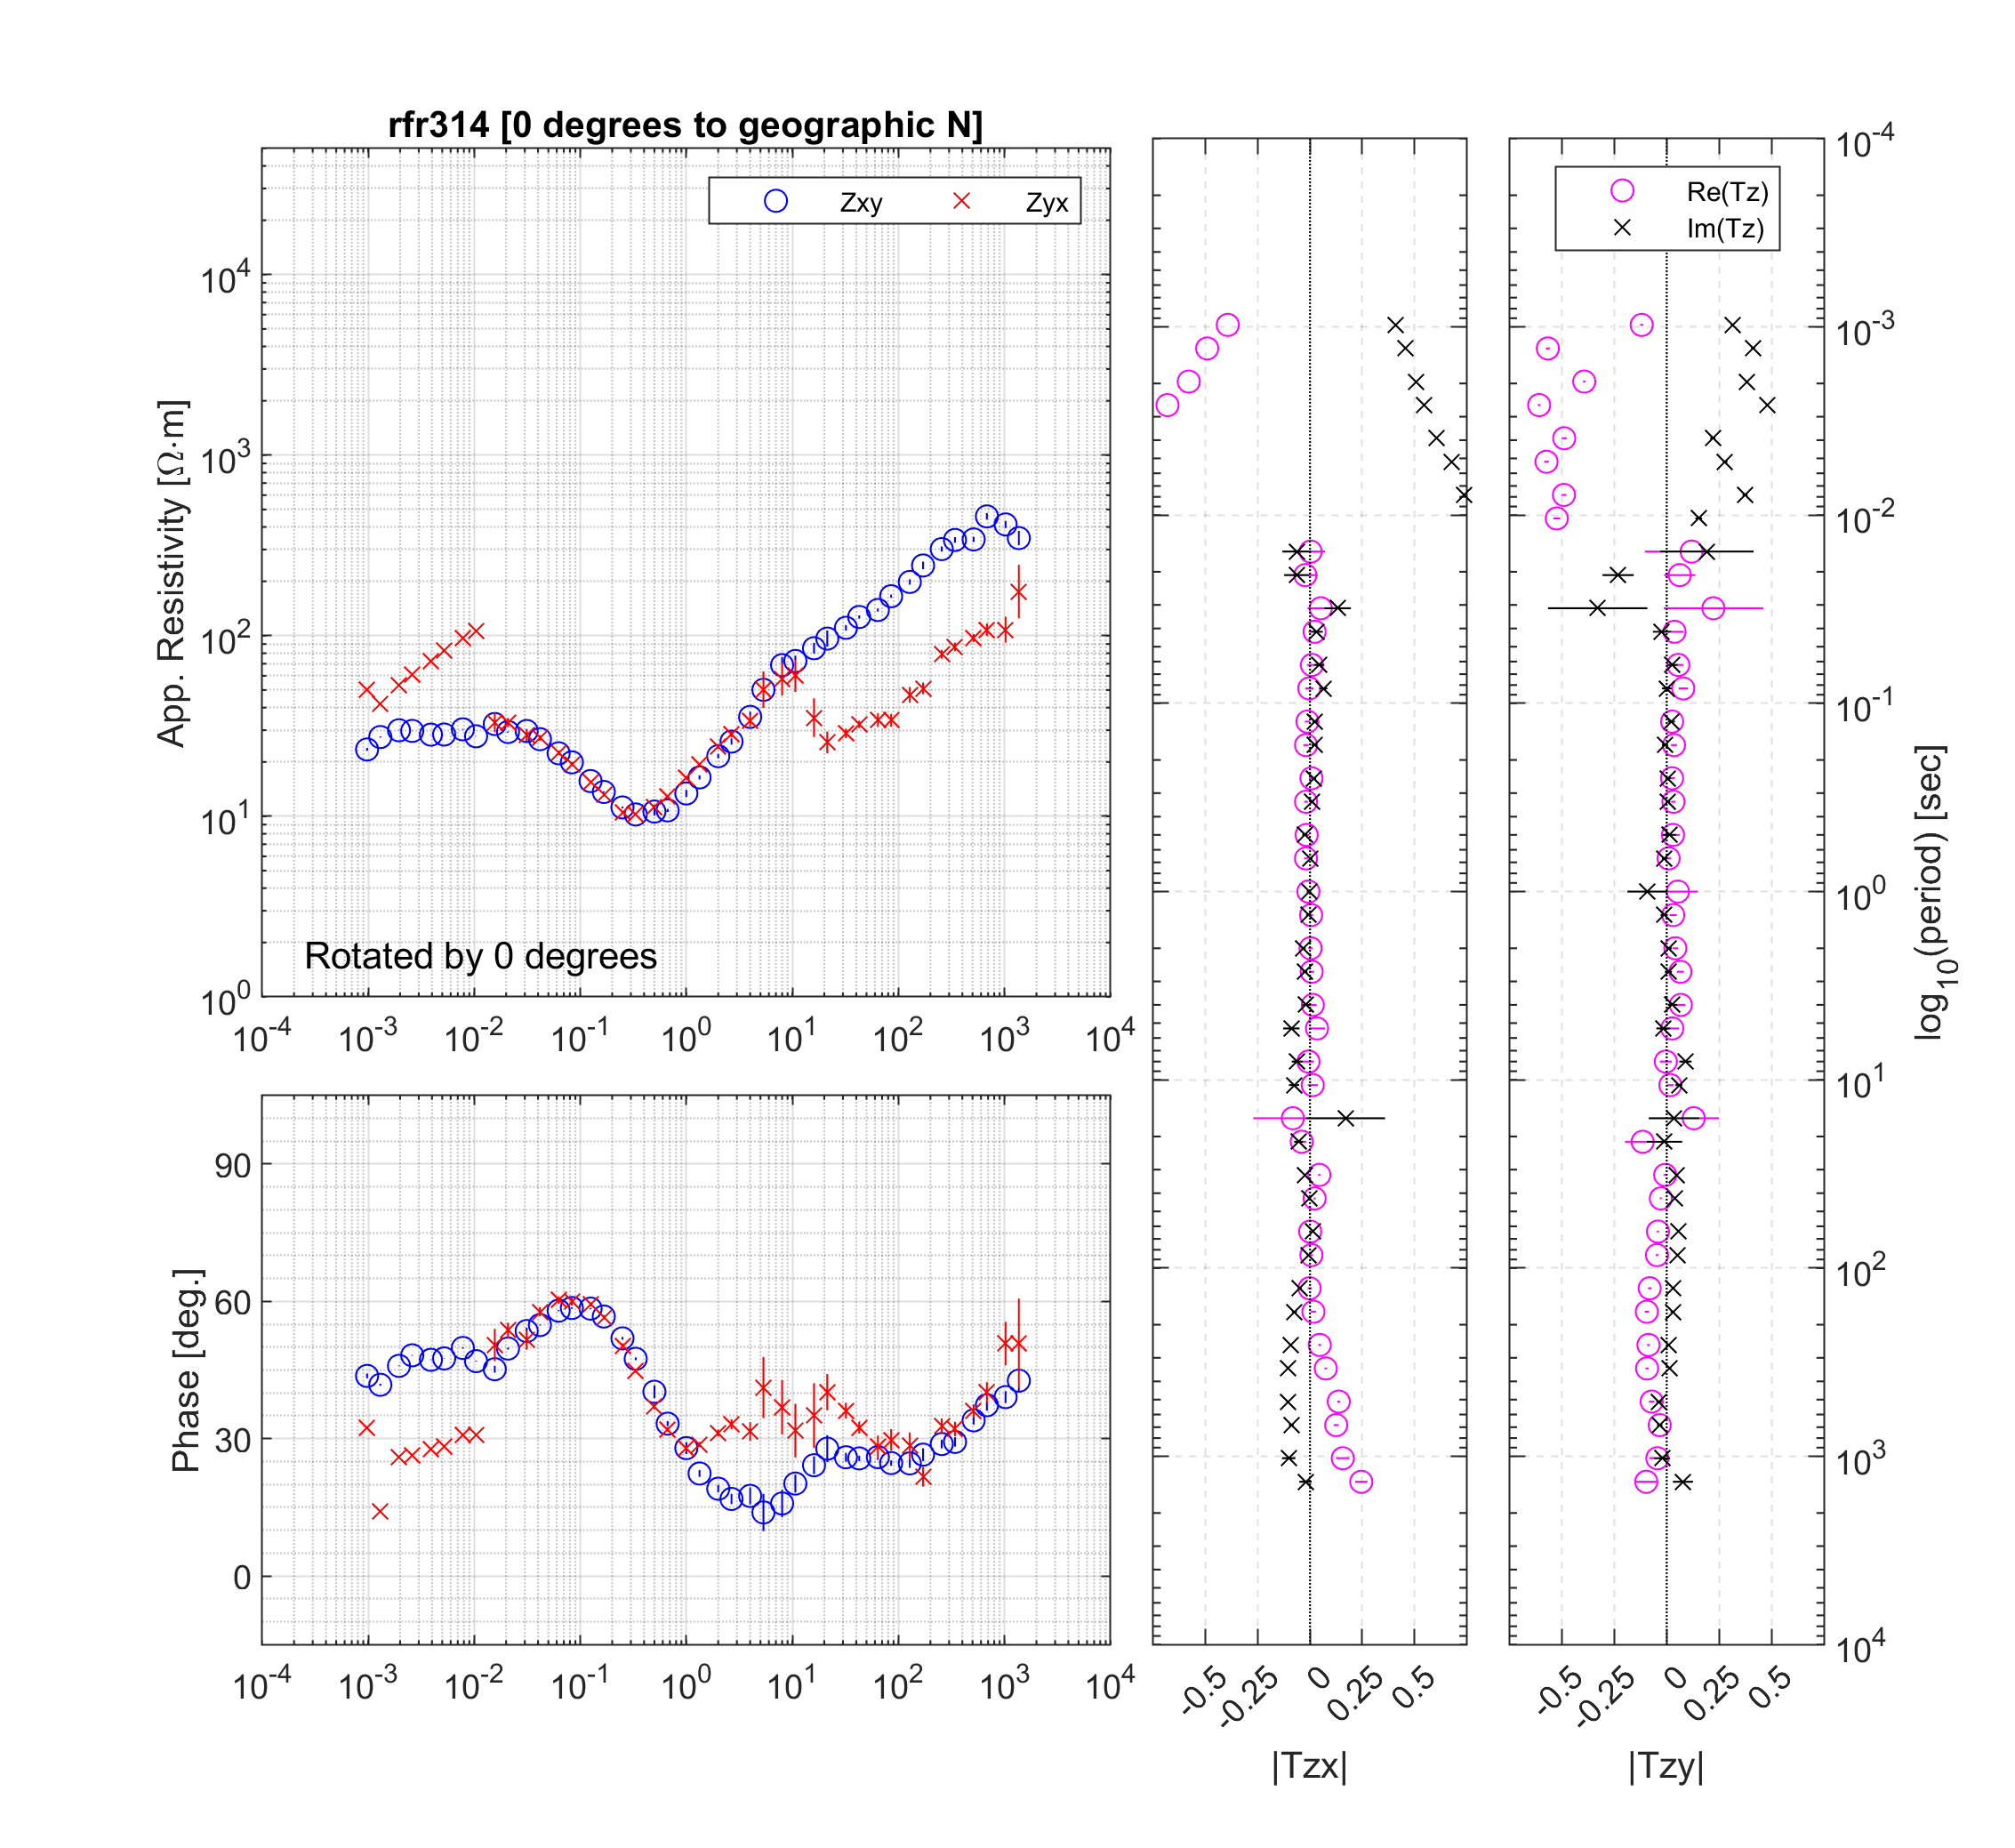 rfr314 [0 degrees to geographic N]
Zxy Zyx
App. Resistivity [Ω·m]
10^4
10^3
10^2
10^1
10^0
Rotated by 0 degrees
10^-4 10^-3 10^-2 10^-1 10^0 10^1 10^2 10^3 10^4
Phase [deg.]
90
60
30
0
10^-4 10^-3 10^-2 10^-1 10^0 10^1 10^2 10^3 10^4
-0.5 -0.25 0 0.25 0.5
|Tzx|
Re(Tz)
Im(Tz)
10^-4
10^-3
10^-2
10^-1
10^0
10^1
10^2
10^3
10^4
log10(period) [sec]
-0.5 -0.25 0 0.25 0.5
|Tzy|